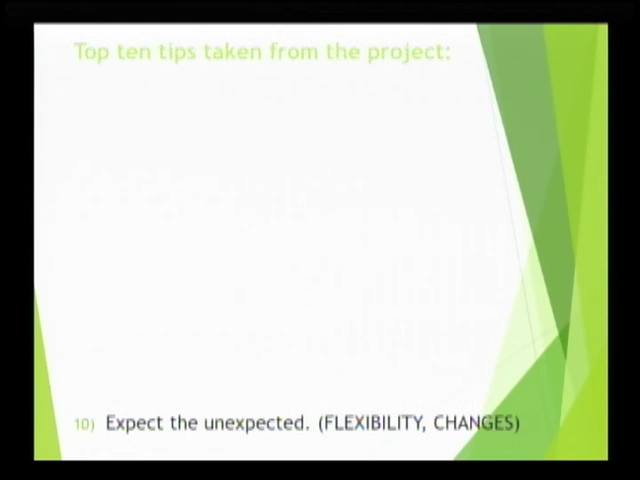 Top ten tips taken from the project:
10) Expect the unexpected. (FLEXIBILITY, CHANGES)